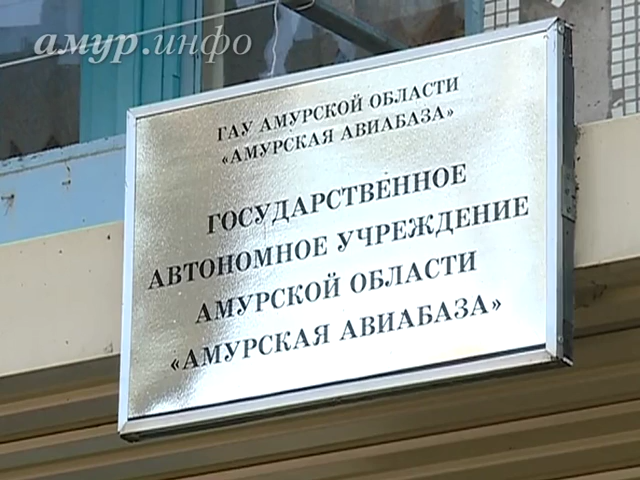 амур.инфо
ГАУ АМУРСКОЙ ОБЛАСТИ
«АМУРСКАЯ АВИАБАЗА»
ГОСУДАРСТВЕННОЕ
АВТОНОМНОЕ УЧРЕЖДЕНИЕ
АМУРСКОЙ ОБЛАСТИ
«АМУРСКАЯ АВИАБАЗА»